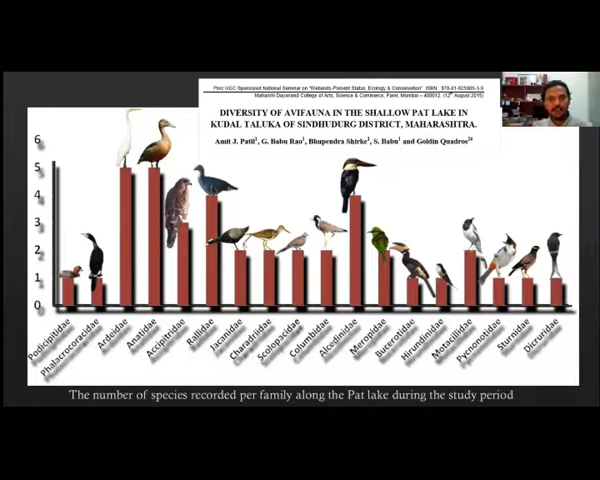 Proc UGC Sponsored National Seminar on "Wetlands-Present Status, Ecology & Conservation" ISBN 978-81-925005-3-9
Maharshi Dayanand College of Arts, Science & Commerce, Parel, Mumbai – 400012 (12th August 2015)
DIVERSITY OF AVIFAUNA IN THE SHALLOW PAT LAKE IN
KUDAL TALUKA OF SINDHUDURG DISTRICT, MAHARASHTRA.
Amit J. Patil¹, G. Babu Rao¹, Bhupendra Shirke¹, S. Babu¹ and Goldin Quadros²*
6
5
4
3
2
1
0
Podicipitidae
Phalacrocoracidae
Ardeidae
Anatidae
Accipitridae
Ralidae
Jacanidae
Charadriidae
Scolopacidae
Columbidae
Alcedinidae
Meropidae
Bucerotidae
Hirundinidae
Motacillidae
Pycnonotidae
Sturnidae
Dicruridae
The number of species recorded per family along the Pat lake during the study period